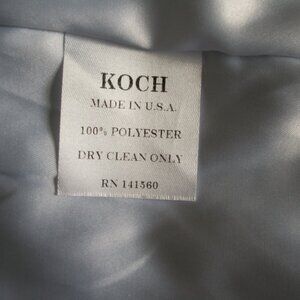 KOCH
MADE IN U.S.A.
100% POLYESTER
DRY CLEAN ONLY
RN 141560